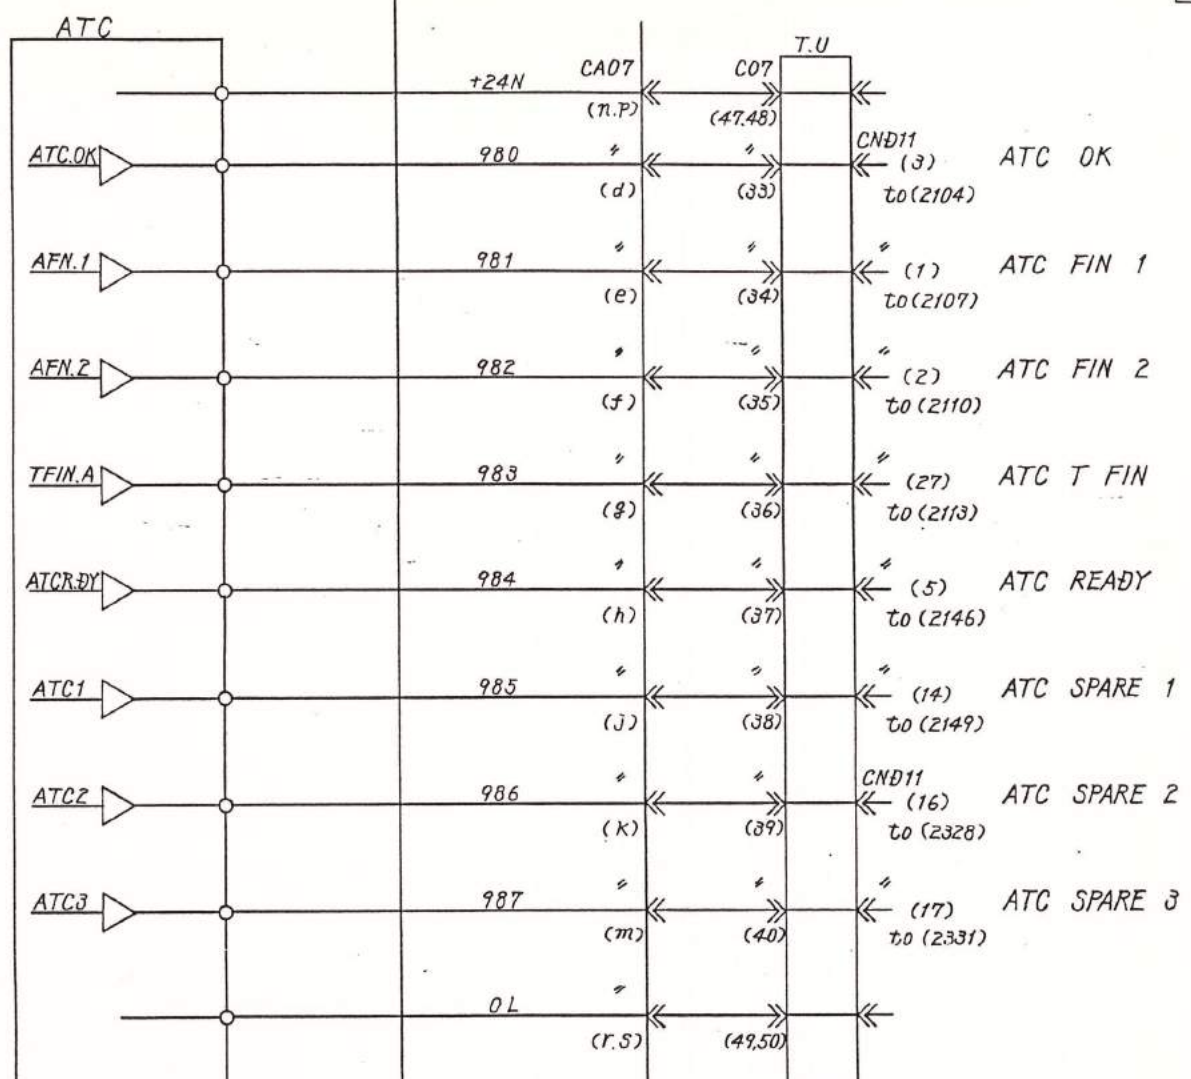 ATC
T.U
+24N CA07 C07
(n.P) (47.48)
ATC.OK 980 〃 〃 CND11 (3) ATC OK
(d) (33) to(2104)
AFN.1 981 〃 〃 〃 (1) ATC FIN 1
(e) (34) to(2107)
AFN.2 982 〃 〃 〃 (2) ATC FIN 2
(f) (35) to(2110)
TFIN.A 983 〃 〃 〃 (27) ATC T FIN
(g) (36) to(2113)
ATCR.DY 984 〃 〃 〃 (5) ATC READY
(h) (37) to(2146)
ATC1 985 〃 〃 〃 (14) ATC SPARE 1
(j) (38) to(2149)
ATC2 986 〃 〃 CND11 (16) ATC SPARE 2
(k) (39) to(2328)
ATC3 987 〃 〃 〃 (17) ATC SPARE 3
(m) (40) to(2331)
0L 〃
(r.s) (49,50)